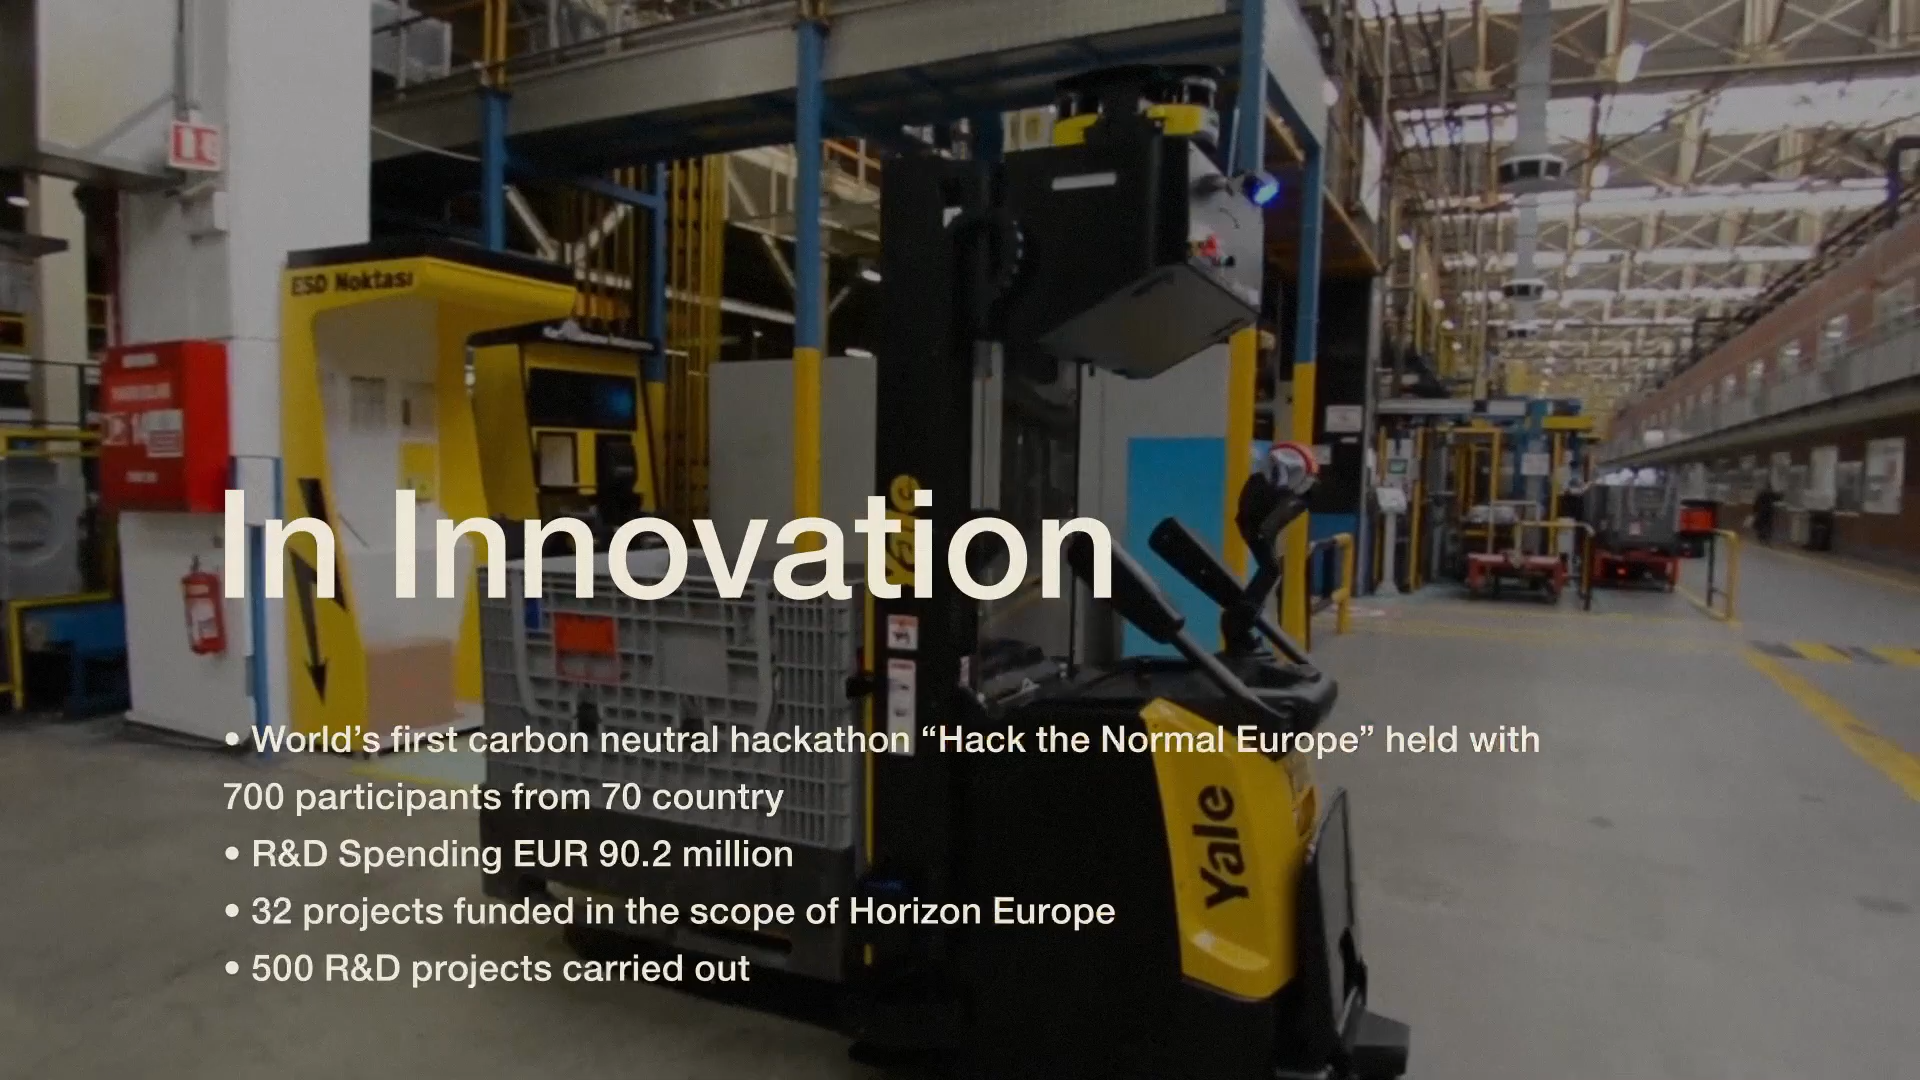 ESD Noktası
In Innovation
• World’s first carbon neutral hackathon “Hack the Normal Europe” held with
700 participants from 70 country
• R&D Spending EUR 90.2 million
• 32 projects funded in the scope of Horizon Europe
• 500 R&D projects carried out
Yale